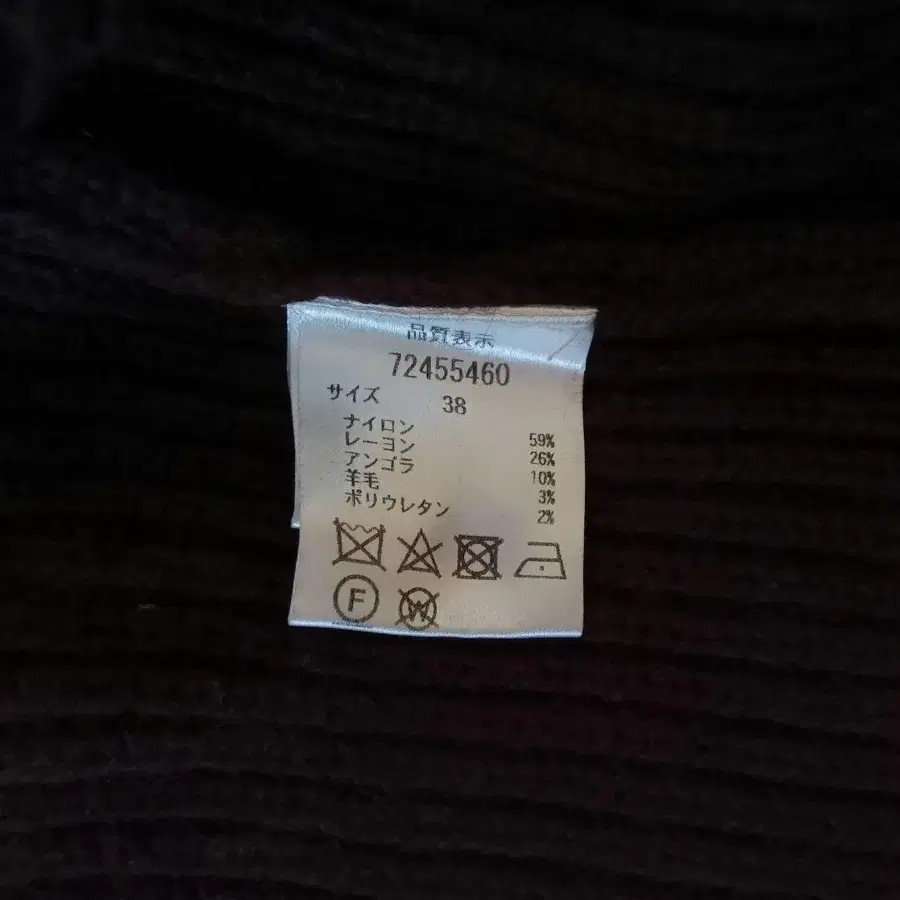 品質表示
72455460
サイズ 38
ナイロン 59%
レーヨン 26%
アンゴラ 10%
羊毛 3%
ポリウレタン 2%
F W